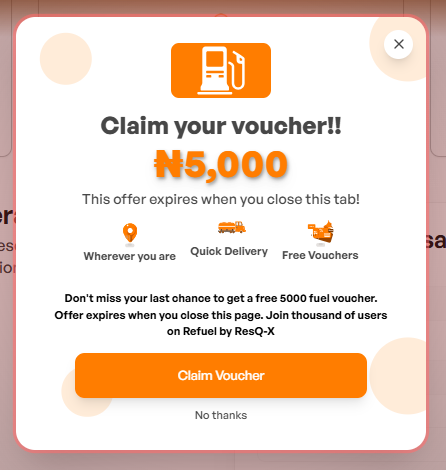 Claim your voucher!!
₦5,000
This offer expires when you close this tab!
Wherever you are
Quick Delivery
Free Vouchers
Don't miss your last chance to get a free 5000 fuel voucher.
Offer expires when you close this page. Join thousand of users
on Refuel by ResQ-X
Claim Voucher
No thanks